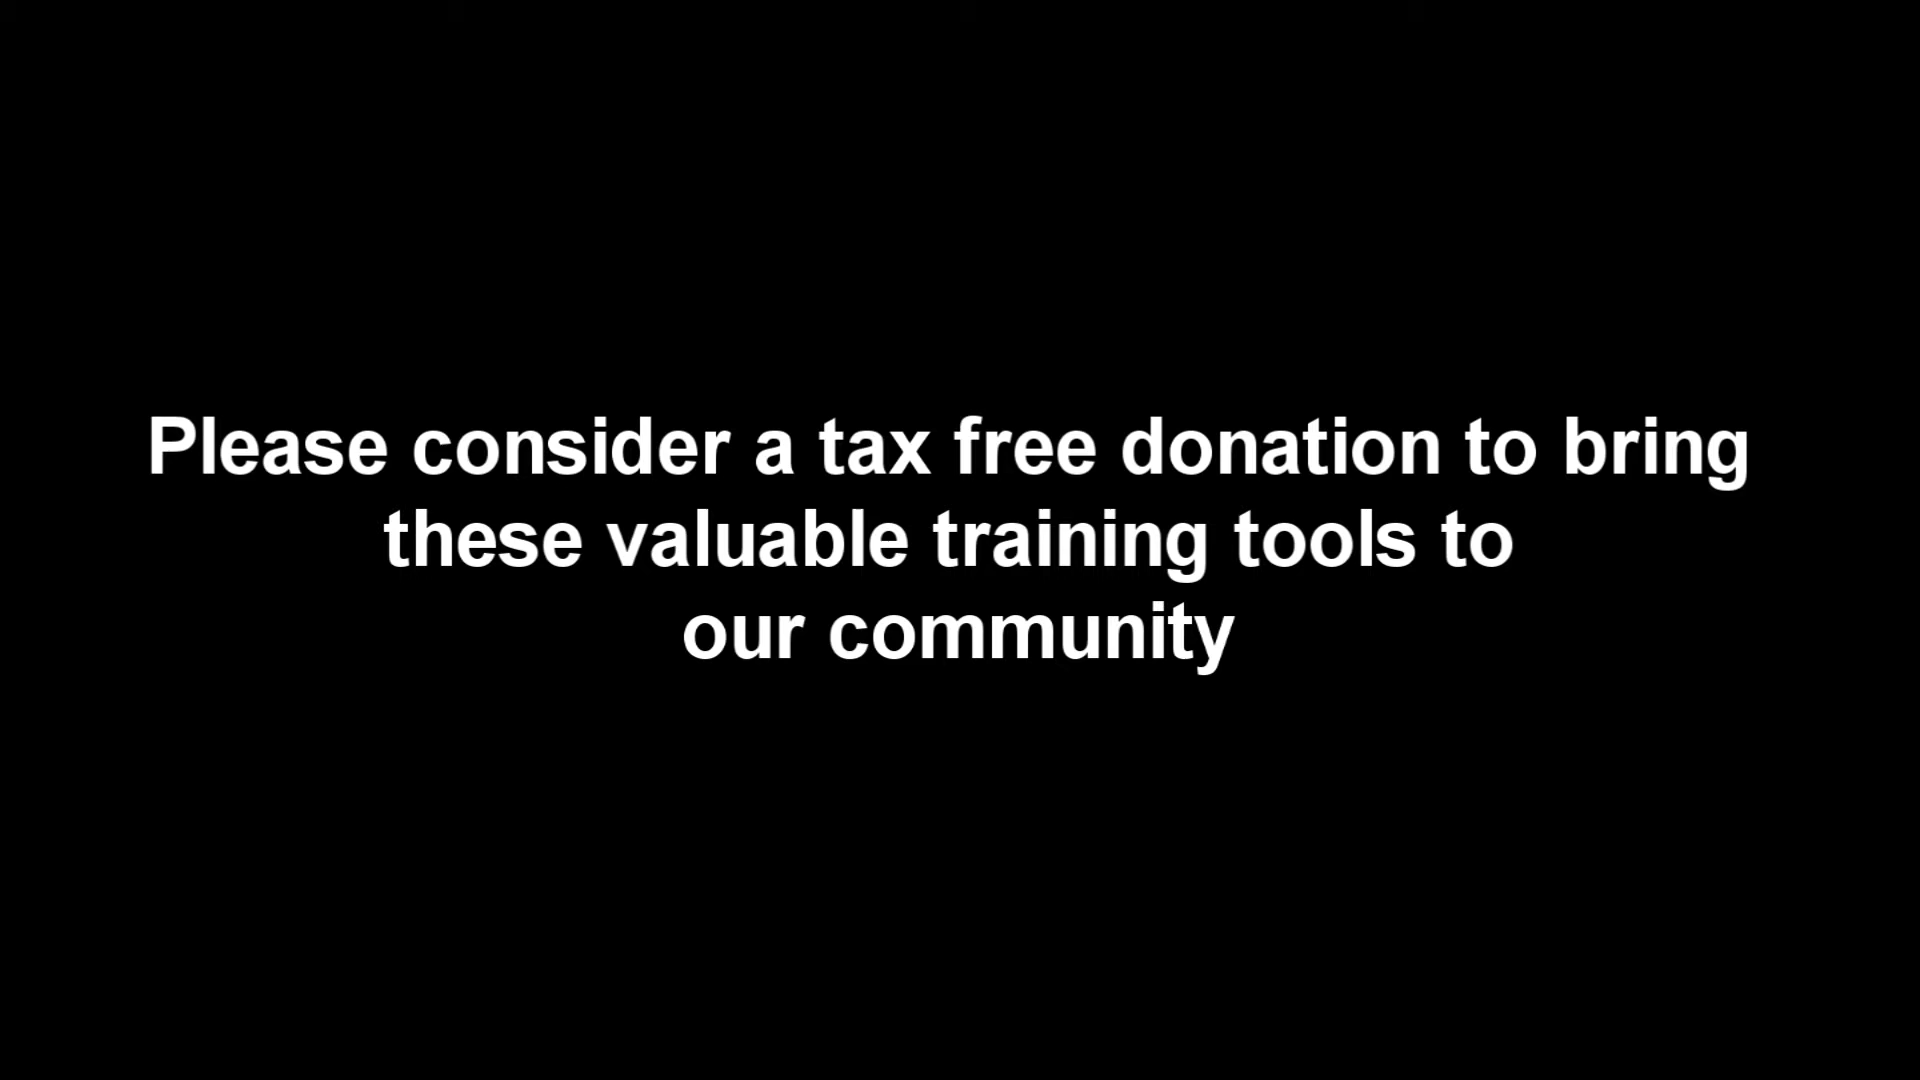 Please consider a tax free donation to bring
these valuable training tools to
our community